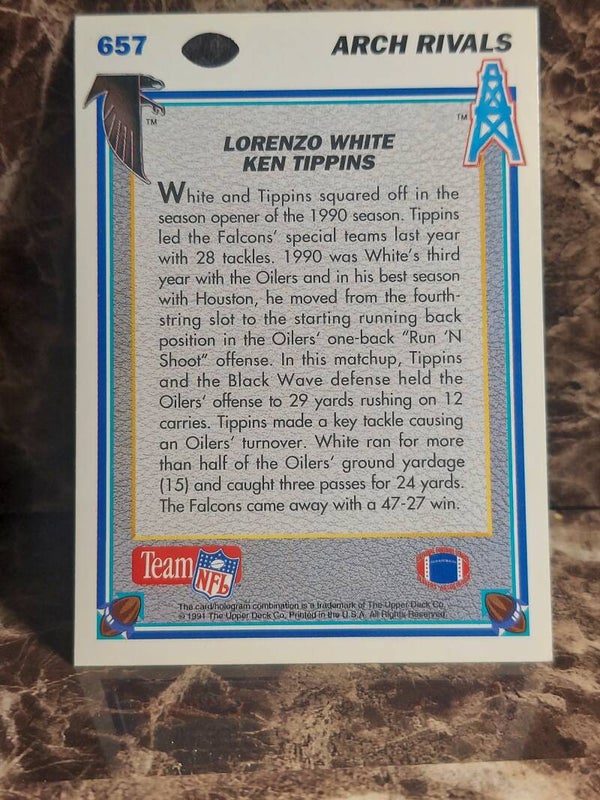 657 ARCH RIVALS
TM TM
LORENZO WHITE
KEN TIPPINS
White and Tippins squared off in the
season opener of the 1990 season. Tippins
led the Falcons' special teams last year
with 28 tackles. 1990 was White's third
year with the Oilers and in his best season
with Houston, he moved from the fourth-
string slot to the starting running back
position in the Oilers' one-back "Run 'N
Shoot" offense. In this matchup, Tippins
and the Black Wave defense held the
Oilers' offense to 29 yards rushing on 12
carries. Tippins made a key tackle causing
an Oilers' turnover. White ran for more
than half of the Oilers' ground yardage
(15) and caught three passes for 24 yards.
The Falcons came away with a 47-27 win.
Team NFL
The card/hologram combination is a trademark of The Upper Deck Co.
© 1991 The Upper Deck Co. Printed in the U.S.A. All Rights Reserved.